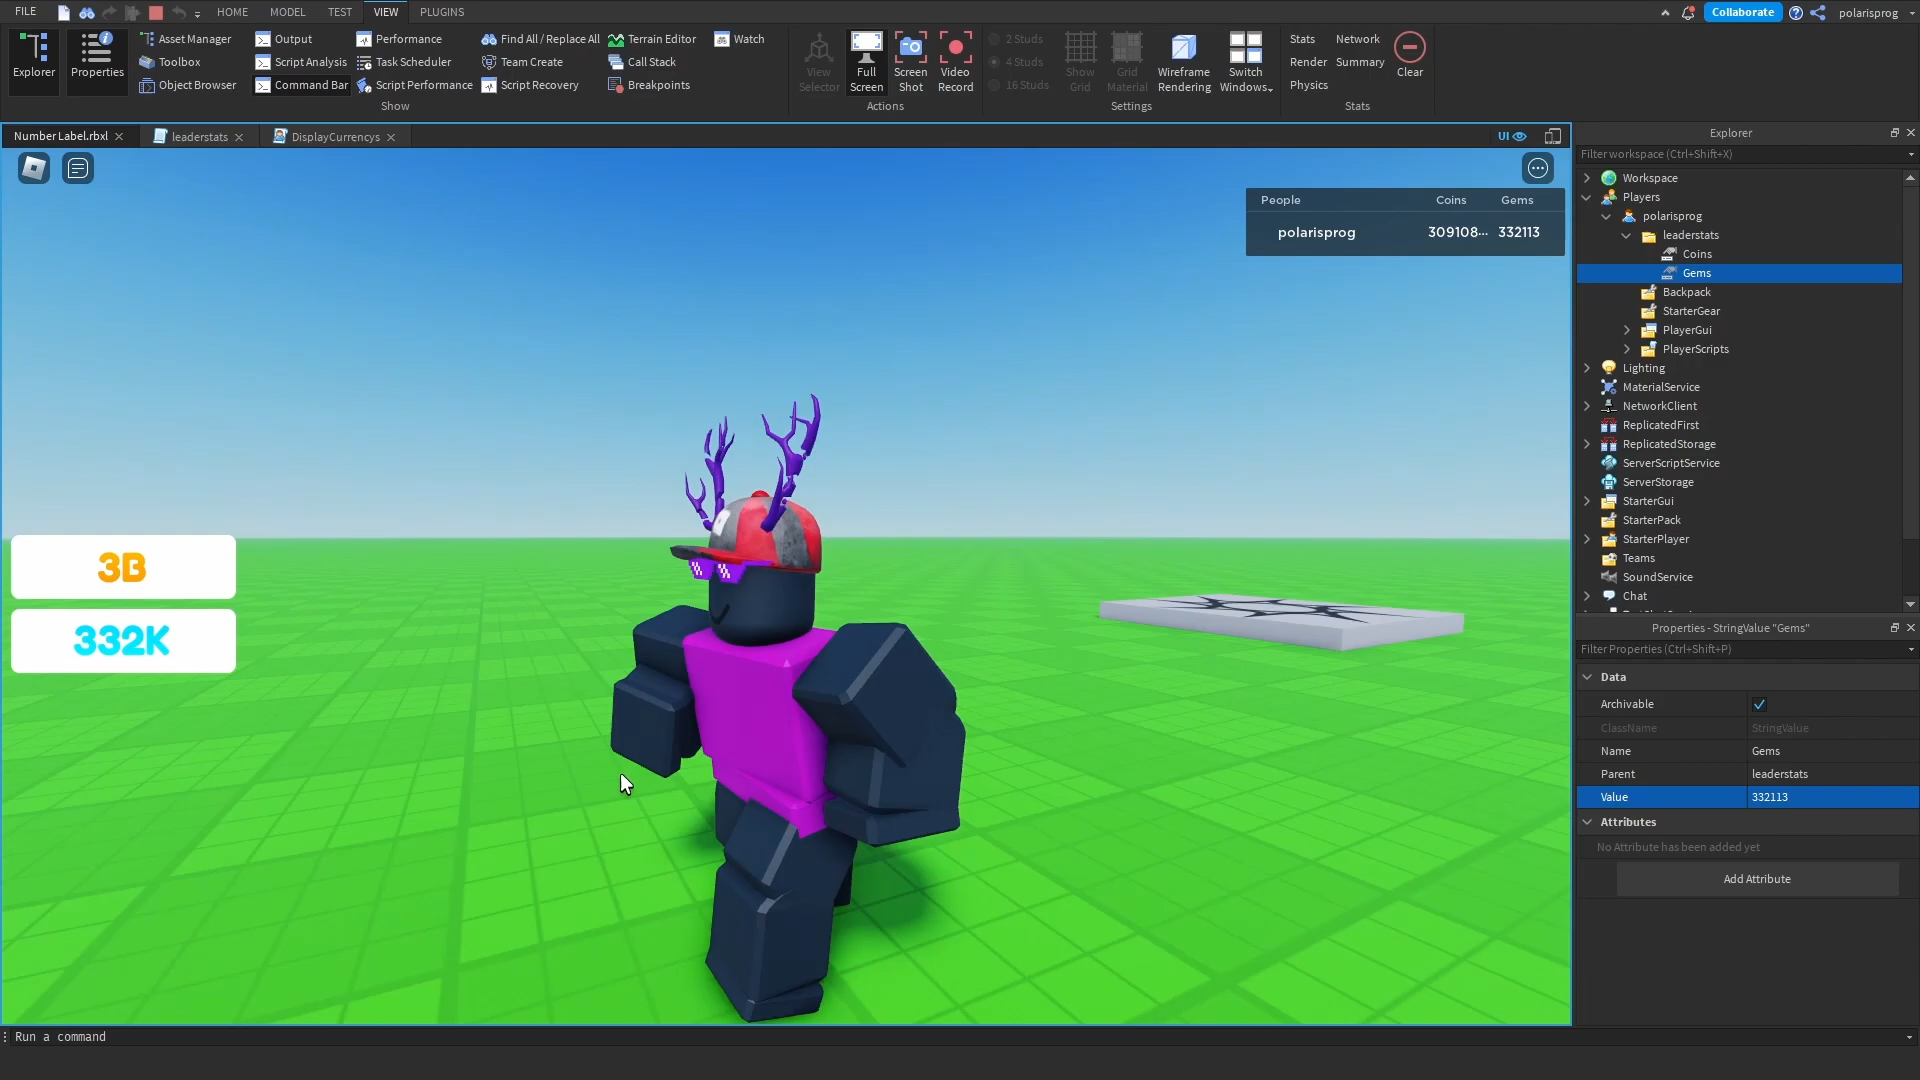 FILE HOME MODEL TEST VIEW PLUGINS Collaborate polarisprog
Explorer
Properties
Asset Manager
Toolbox
Object Browser
Output
Script Analysis
Command Bar
Performance
Task Scheduler
Script Performance
Find All / Replace All
Team Create
Script Recovery
Terrain Editor
Call Stack
Breakpoints
Watch
Show
View
Selector
Full
Screen
Screen
Shot
Video
Record
Actions
2 Studs
4 Studs
16 Studs
Show
Grid
Grid
Material
Wireframe
Rendering
Switch
Windows
Settings
Stats
Render
Physics
Network
Summary
Clear
Stats
Number Label.rbxl leaderstats DisplayCurrencys UI
People Coins Gems
polarisprog 309108... 332113
3B
332K
Explorer
Filter workspace (Ctrl+Shift+X)
Workspace
Players
polarisprog
leaderstats
Coins
Gems
Backpack
StarterGear
PlayerGui
PlayerScripts
Lighting
MaterialService
NetworkClient
ReplicatedFirst
ReplicatedStorage
ServerScriptService
ServerStorage
StarterGui
StarterPack
StarterPlayer
Teams
SoundService
Chat
Properties - StringValue "Gems"
Filter Properties (Ctrl+Shift+P)
Data
Archivable
ClassName StringValue
Name Gems
Parent leaderstats
Value 332113
Attributes
No Attribute has been added yet
Add Attribute
Run a command